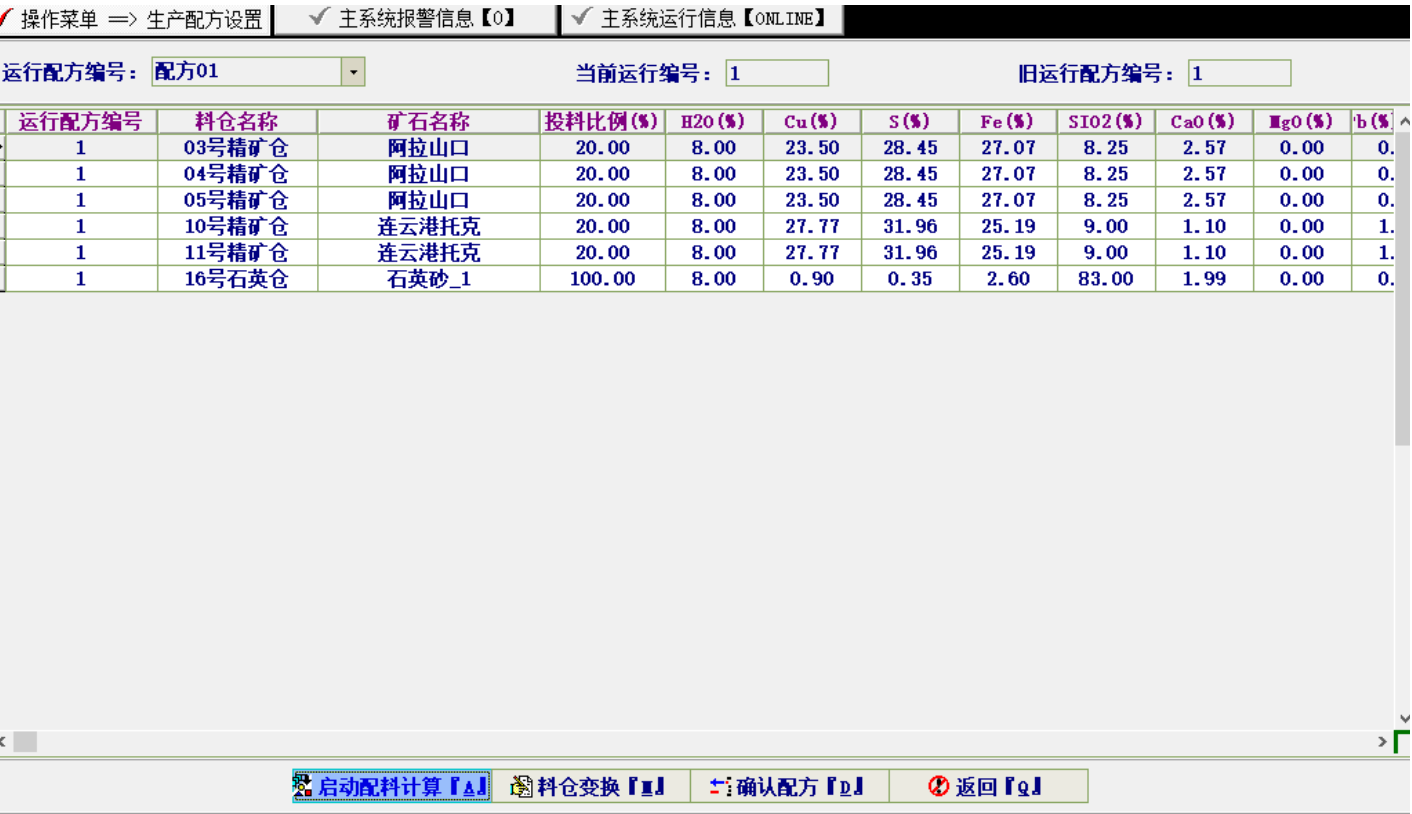 操作菜单 => 生产配方设置 主系统报警信息【0】 主系统运行信息【ONLINE】
运行配方编号: 配方01 当前运行编号: 1 旧运行配方编号: 1
运行配方编号 料仓名称 矿石名称 投料比例(%) H2O(%) Cu(%) S(%) Fe(%) SIO2(%) CaO(%) MgO(%) b(%)
1 03号精矿仓 阿拉山口 20.00 8.00 23.50 28.45 27.07 8.25 2.57 0.00 0.
1 04号精矿仓 阿拉山口 20.00 8.00 23.50 28.45 27.07 8.25 2.57 0.00 0.
1 05号精矿仓 阿拉山口 20.00 8.00 23.50 28.45 27.07 8.25 2.57 0.00 0.
1 10号精矿仓 连云港托克 20.00 8.00 27.77 31.96 25.19 9.00 1.10 0.00 1.
1 11号精矿仓 连云港托克 20.00 8.00 27.77 31.96 25.19 9.00 1.10 0.00 1.
1 16号石英仓 石英砂_1 100.00 8.00 0.90 0.35 2.60 83.00 1.99 0.00 0.
启动配料计算『A』 料仓变换『M』 确认配方『D』 返回『Q』